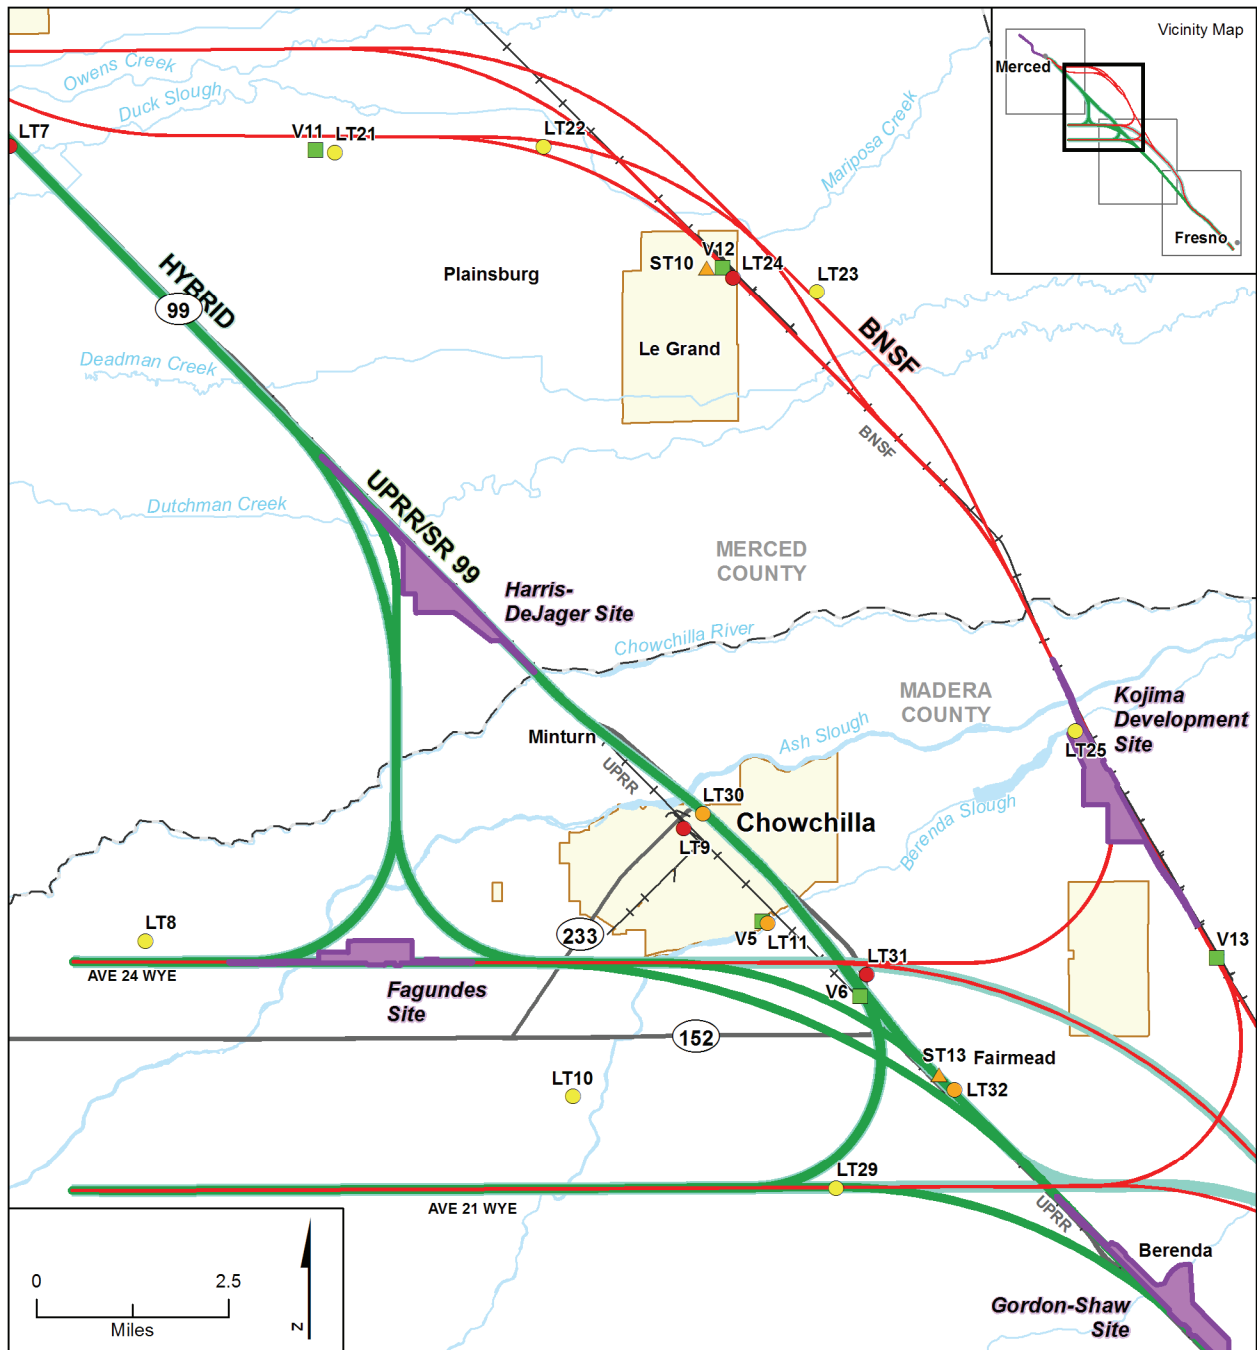 Vicinity Map
Merced
Fresno
Owens Creek
Duck Slough
Mariposa Creek
LT7
V11
LT21
LT22
HYBRID
99
Plainsburg
ST10
V12
LT24
LT23
BNSF
Le Grand
Deadman Creek
BNSF
Dutchman Creek
UPRR/SR 99
MERCED
COUNTY
Harris-
DeJager Site
Chowchilla River
MADERA
COUNTY
Kojima
Development
Site
Minturn
Ash Slough
LT25
UPRR
LT30
Chowchilla
LT9
Berenda Slough
LT8
233
V5
LT11
V13
LT31
AVE 24 WYE
Fagundes
Site
V6
152
ST13
Fairmead
LT10
LT32
LT29
AVE 21 WYE
UPRR
Berenda
Gordon-Shaw
Site
0
2.5
Miles
N